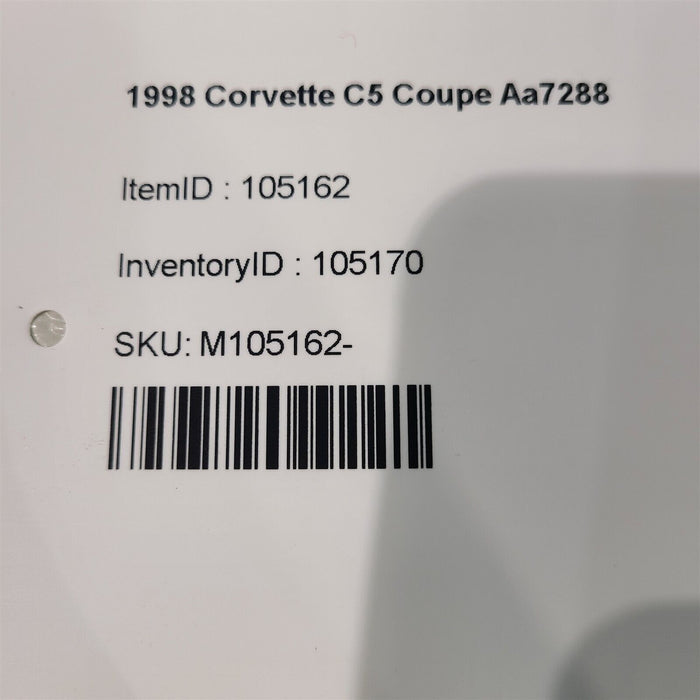 1998 Corvette C5 Coupe Aa7288
ItemID : 105162
InventoryID : 105170
SKU: M105162-